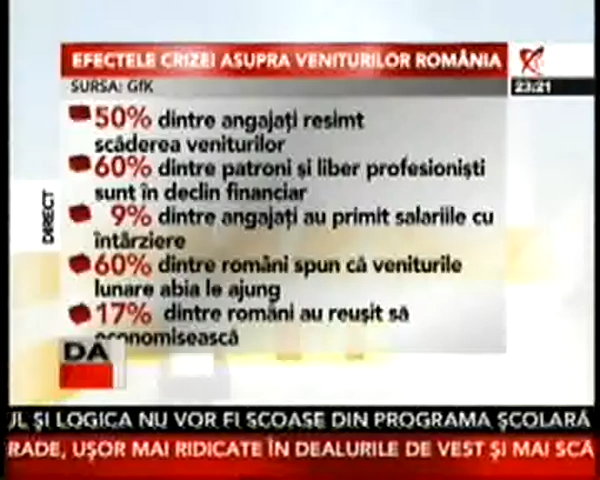 EFECTELE CRIZEI ASUPRA VENITURILOR ROMÂNIA
SURSA: GfK
23:21
50% dintre angajați resimt
scăderea veniturilor
60% dintre patroni și liber profesioniști
sunt în declin financiar
9% dintre angajați au primit salariile cu
întârziere
60% dintre români spun că veniturile
lunare abia le ajung
17% dintre români au reușit să
economisească
DIRECT
DA
UL ȘI LOGICA NU VOR FI SCOASE DIN PROGRAMA ȘCOLARĂ
RADE, UȘOR MAI RIDICATE ÎN DEALURILE DE VEST ȘI MAI SCĂ